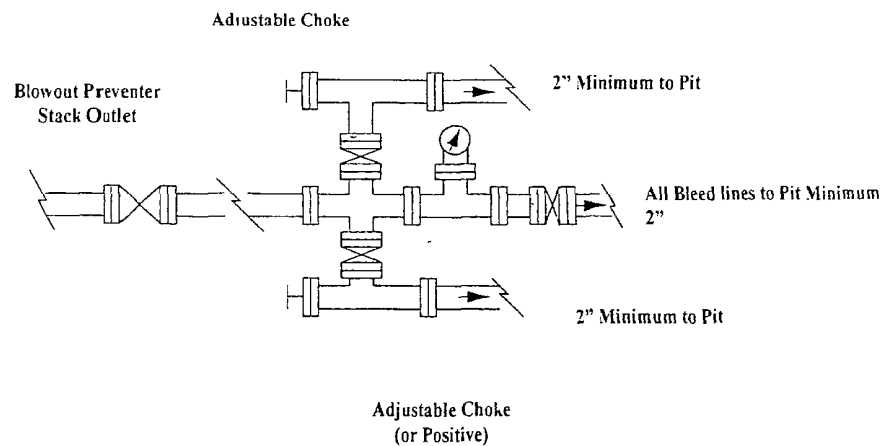 Adjustable Choke
2" Minimum to Pit
Blowout Preventer
Stack Outlet
All Bleed lines to Pit Minimum
2"
2" Minimum to Pit
Adjustable Choke
(or Positive)